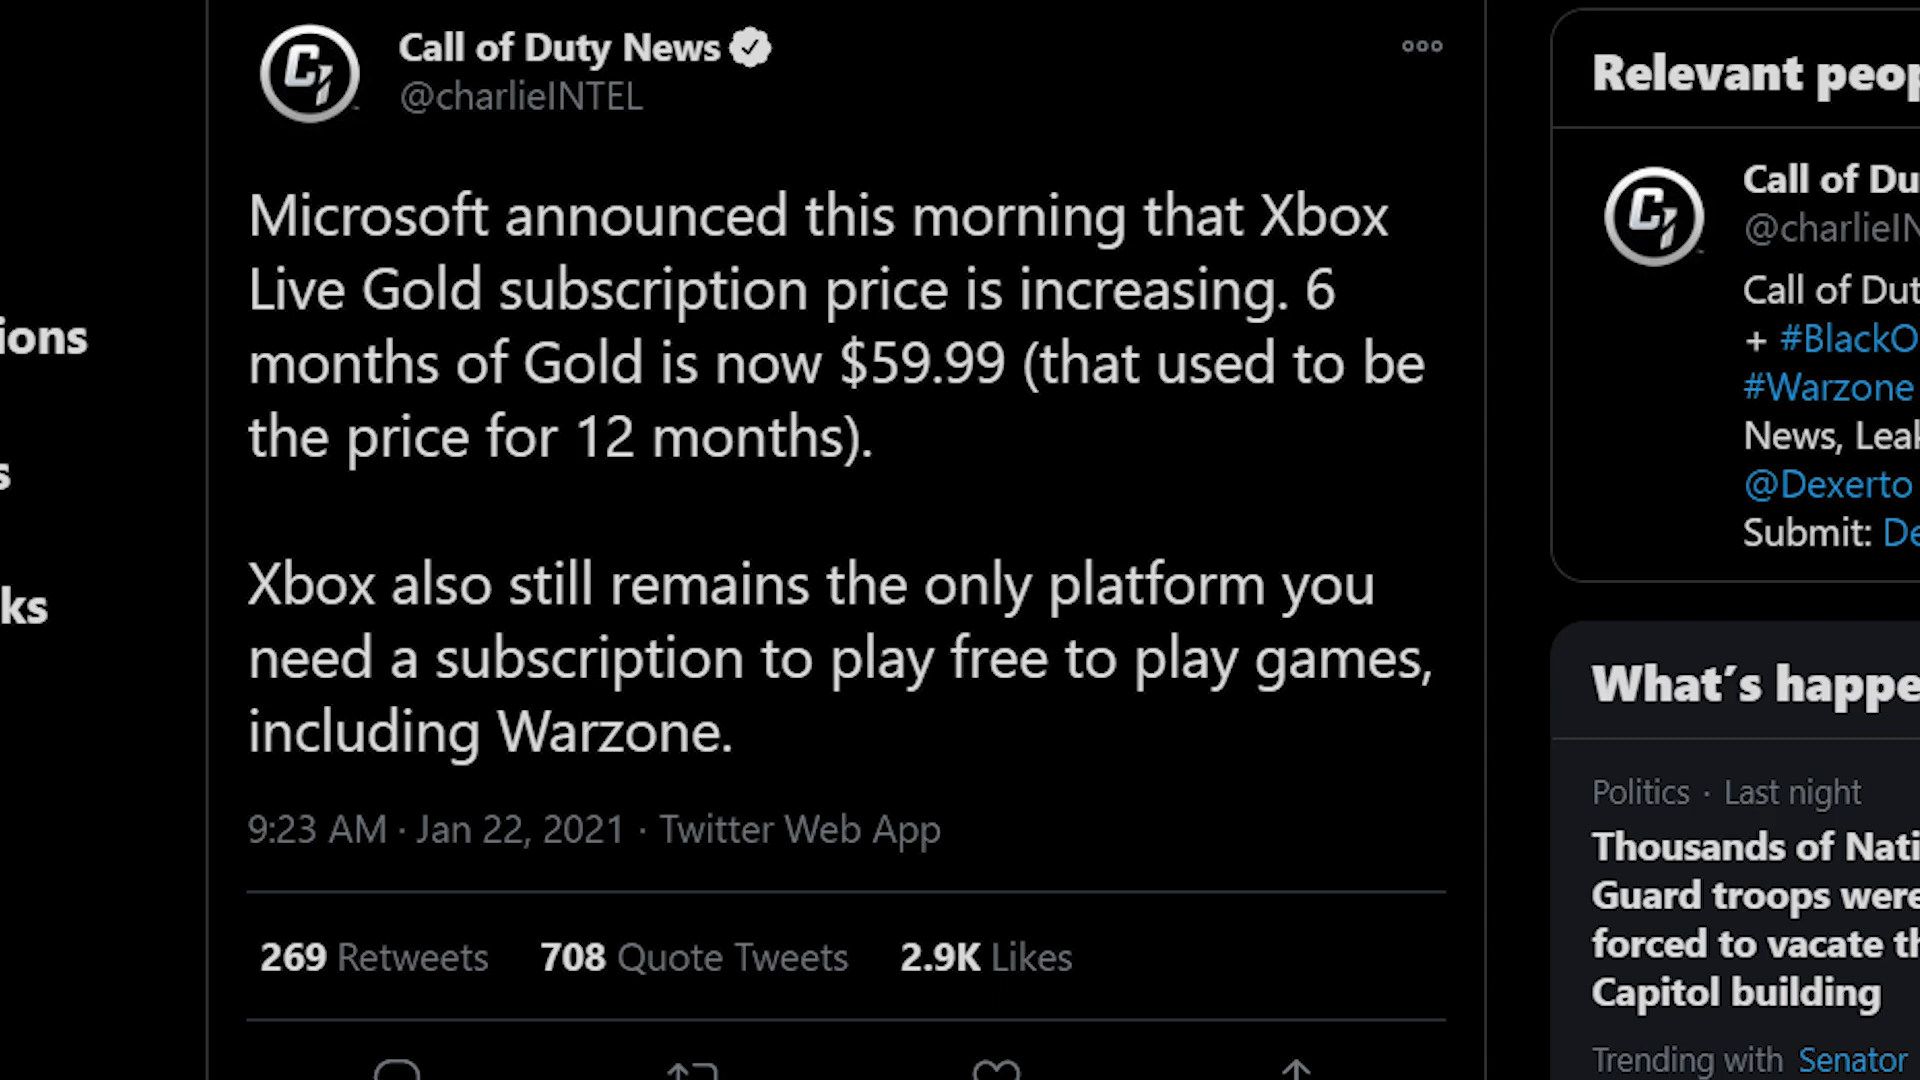 Call of Duty News
@charlieINTEL
Microsoft announced this morning that Xbox
Live Gold subscription price is increasing. 6
months of Gold is now $59.99 (that used to be
the price for 12 months).
Xbox also still remains the only platform you
need a subscription to play free to play games,
including Warzone.
9:23 AM · Jan 22, 2021 · Twitter Web App
269 Retweets 708 Quote Tweets 2.9K Likes
ions
s
ks
Relevant peop
Call of Du
@charlieIN
Call of Dut
+ #BlackO
#Warzone
News, Leak
@Dexerto
Submit: De
What's happe
Politics · Last night
Thousands of Nati
Guard troops were
forced to vacate th
Capitol building
Trending with Senator